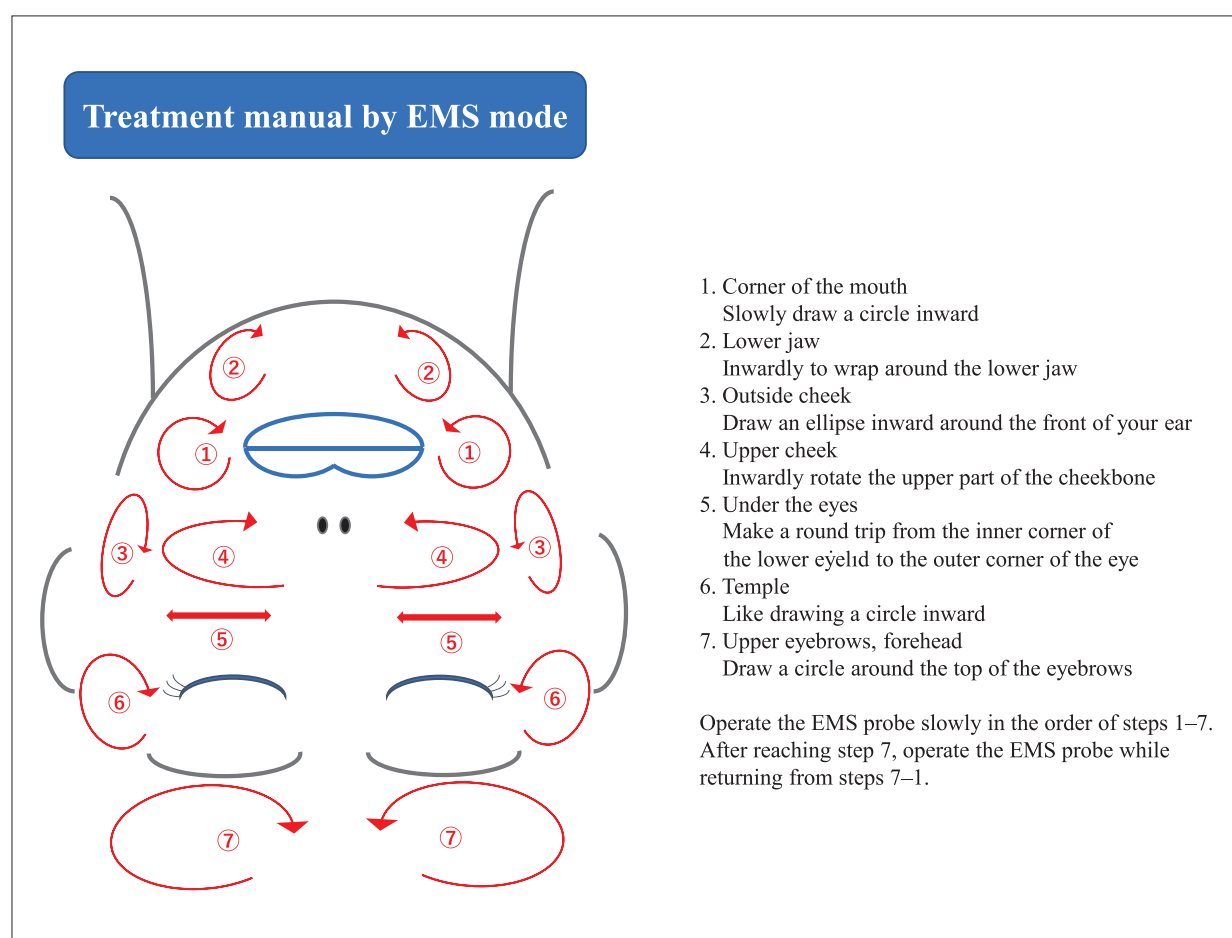 Treatment manual by EMS mode
② ②
① ①
③ ④ ④ ③
⑤ ⑤
⑥ ⑥
⑦ ⑦
1. Corner of the mouth
Slowly draw a circle inward
2. Lower jaw
Inwardly to wrap around the lower jaw
3. Outside cheek
Draw an ellipse inward around the front of your ear
4. Upper cheek
Inwardly rotate the upper part of the cheekbone
5. Under the eyes
Make a round trip from the inner corner of
the lower eyelid to the outer corner of the eye
6. Temple
Like drawing a circle inward
7. Upper eyebrows, forehead
Draw a circle around the top of the eyebrows
Operate the EMS probe slowly in the order of steps 1–7.
After reaching step 7, operate the EMS probe while
returning from steps 7–1.